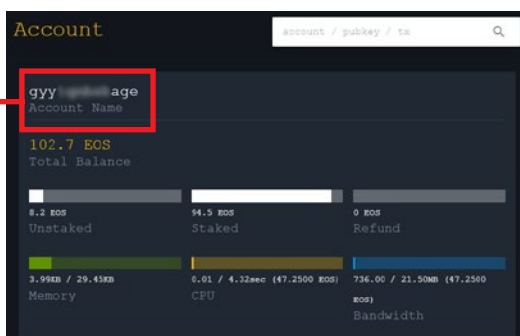 Account
account / pubkey / tx
gyy age
Account Name
102.7 EOS
Total Balance
8.2 EOS
Unstaked
94.5 EOS
Staked
0 EOS
Refund
3.99KB / 29.45KB
Memory
0.01 / 4.32sec (47.2500 EOS)
CPU
736.00 / 21.50MB (47.2500
EOS)
Bandwidth